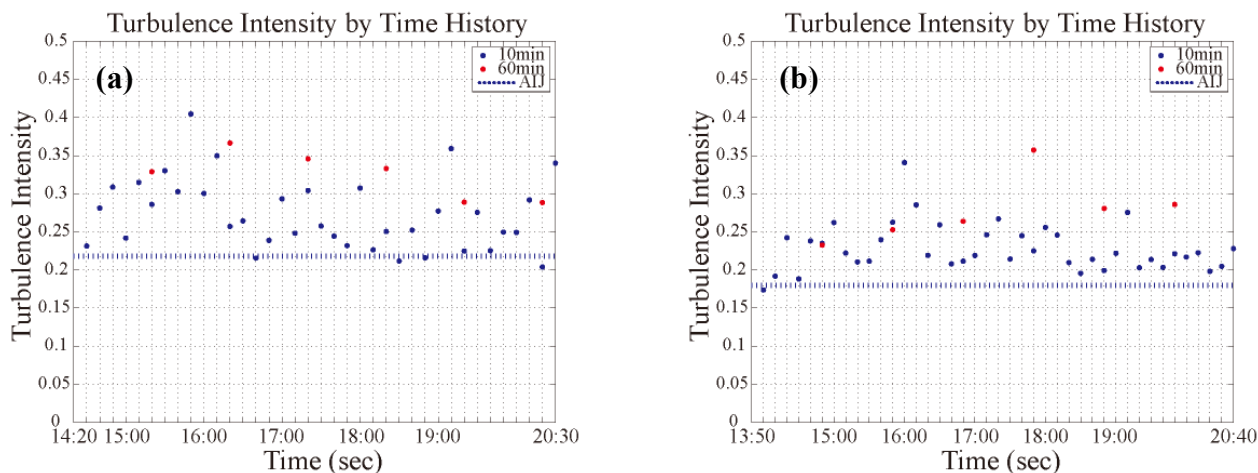 Turbulence Intensity by Time History
(a)
10min
60min
AIJ
0.5
0.45
0.4
0.35
0.3
0.25
0.2
0.15
0.1
0.05
0
Turbulence Intensity
14:20 15:00 16:00 17:00 18:00 19:00 20:30
Time (sec)
Turbulence Intensity by Time History
(b)
10min
60min
AIJ
0.5
0.45
0.4
0.35
0.3
0.25
0.2
0.15
0.1
0.05
0
Turbulence Intensity
13:50 15:00 16:00 17:00 18:00 19:00 20:40
Time (sec)